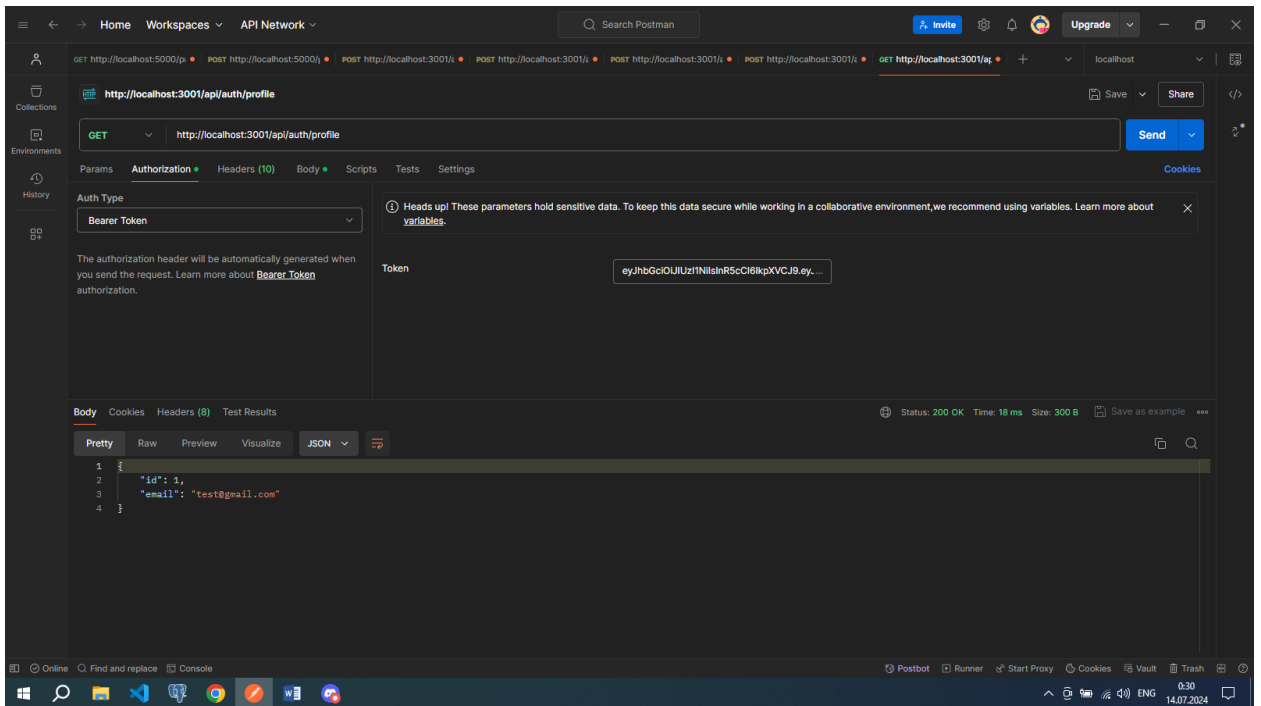 Home Workspaces API Network Search Postman Invite Upgrade
GET http://localhost:5000/p POST http://localhost:5000/j POST http://localhost:3001/a POST http://localhost:3001/a POST http://localhost:3001/a POST http://localhost:3001/a GET http://localhost:3001/ap localhost
HTTP http://localhost:3001/api/auth/profile Save Share
Collections
GET http://localhost:3001/api/auth/profile Send
Environments
Params Authorization Headers (10) Body Scripts Tests Settings Cookies
History
Auth Type
Bearer Token
Heads up! These parameters hold sensitive data. To keep this data secure while working in a collaborative environment,we recommend using variables. Learn more about
variables.
The authorization header will be automatically generated when
you send the request. Learn more about Bearer Token
authorization.
Token
Body Cookies Headers (8) Test Results Status: 200 OK Time: 18 ms Size: 300 B Save as example
Pretty Raw Preview Visualize JSON
1 {
2 "id": 1,
3 "email": "test@gmail.com"
4 }
Online Find and replace Console Postbot Runner Start Proxy Cookies Vault Trash
ENG
0:30
14.07.2024